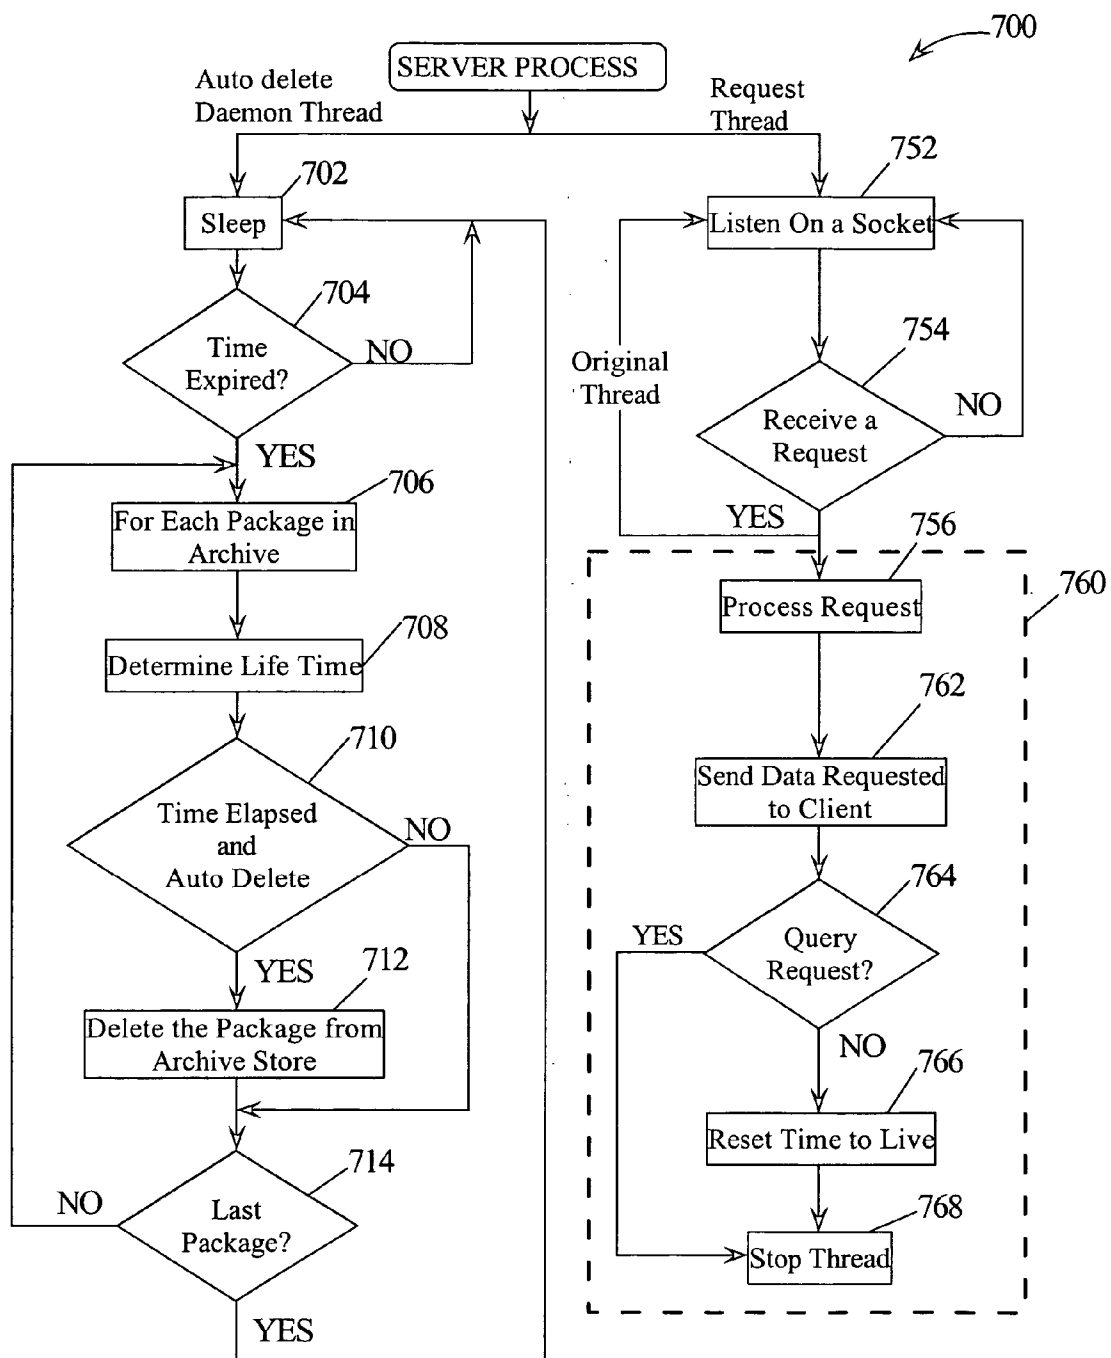 700
SERVER PROCESS
Auto delete
Daemon Thread
Request
Thread
702
Sleep
704
Time
Expired?
NO
YES
706
For Each Package in
Archive
708
Determine Life Time
710
Time Elapsed
and
Auto Delete
NO
YES
712
Delete the Package from
Archive Store
714
Last
Package?
NO
YES
752
Listen On a Socket
754
Receive a
Request
NO
Original
Thread
YES
756
760
Process Request
762
Send Data Requested
to Client
764
Query
Request?
YES
NO
766
Reset Time to Live
768
Stop Thread